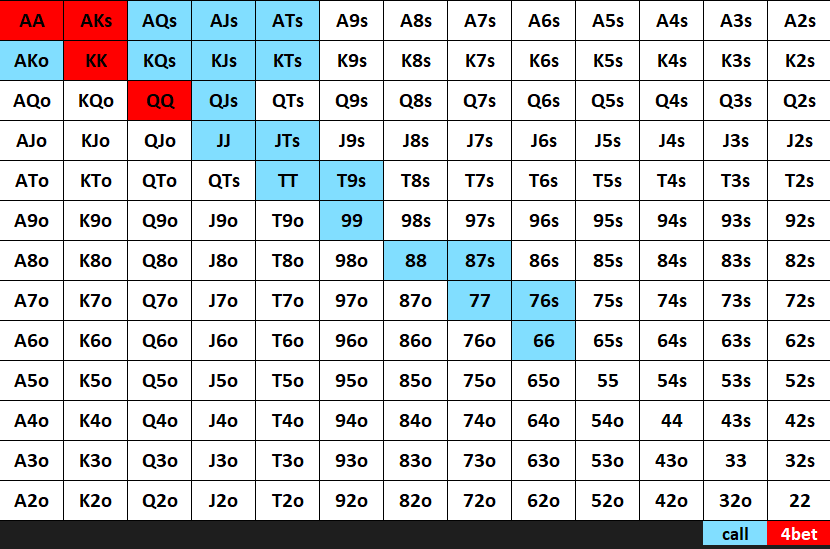 AA AKs AQs AJs ATs A9s A8s A7s A6s A5s A4s A3s A2s
AKo KK KQs KJs KTs K9s K8s K7s K6s K5s K4s K3s K2s
AQo KQo QQ QJs QTs Q9s Q8s Q7s Q6s Q5s Q4s Q3s Q2s
AJo KJo QJo JJ JTs J9s J8s J7s J6s J5s J4s J3s J2s
ATo KTo QTo QTs TT T9s T8s T7s T6s T5s T4s T3s T2s
A9o K9o Q9o J9o T9o 99 98s 97s 96s 95s 94s 93s 92s
A8o K8o Q8o J8o T8o 98o 88 87s 86s 85s 84s 83s 82s
A7o K7o Q7o J7o T7o 97o 87o 77 76s 75s 74s 73s 72s
A6o K6o Q6o J6o T6o 96o 86o 76o 66 65s 64s 63s 62s
A5o K5o Q5o J5o T5o 95o 85o 75o 65o 55 54s 53s 52s
A4o K4o Q4o J4o T4o 94o 84o 74o 64o 54o 44 43s 42s
A3o K3o Q3o J3o T3o 93o 83o 73o 63o 53o 43o 33 32s
A2o K2o Q2o J2o T2o 92o 82o 72o 62o 52o 42o 32o 22
call 4bet